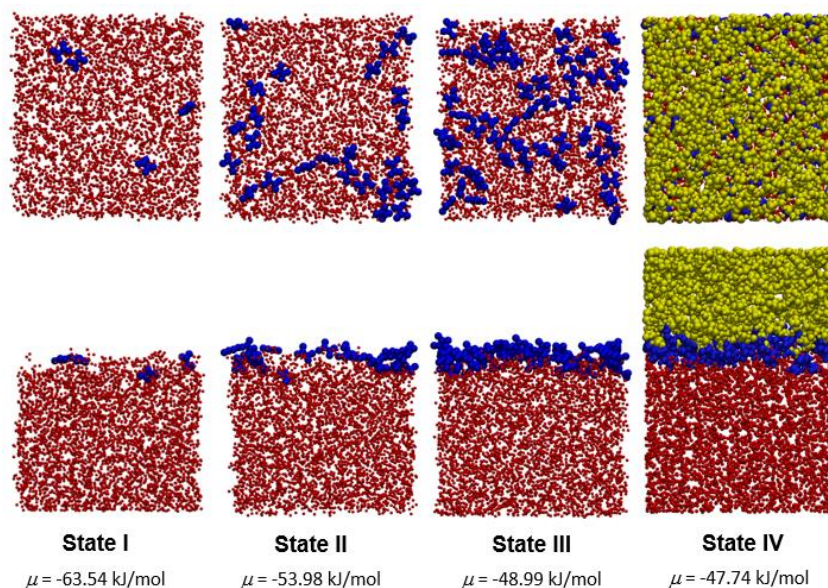 State I State II State III State IV
μ = -63.54 kJ/mol μ = -53.98 kJ/mol μ = -48.99 kJ/mol μ = -47.74 kJ/mol